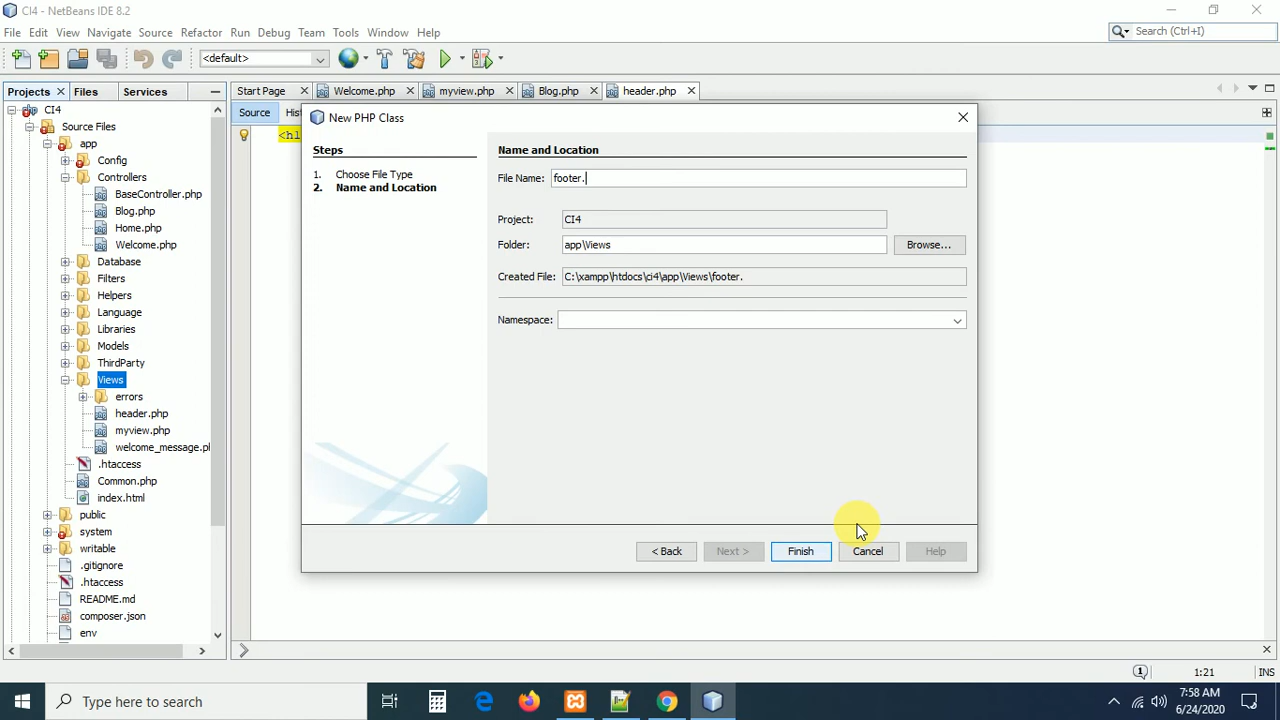 CI4 - NetBeans IDE 8.2
File Edit View Navigate Source Refactor Run Debug Team Tools Window Help
Search (Ctrl+I)
<default>
Projects Files Services
Start Page Welcome.php myview.php Blog.php header.php
Source His
<h1
CI4
Source Files
app
Config
Controllers
BaseController.php
Blog.php
Home.php
Welcome.php
Database
Filters
Helpers
Language
Libraries
Models
ThirdParty
Views
errors
header.php
myview.php
welcome_message.pl
.htaccess
Common.php
index.html
public
system
writable
.gitignore
.htaccess
README.md
composer.json
env
New PHP Class
Steps
1. Choose File Type
2. Name and Location
Name and Location
File Name: footer.
Project: CI4
Folder: app\Views Browse...
Created File: C:\xampp\htdocs\ci4\app\Views\footer.
Namespace:
< Back Next > Finish Cancel Help
1 1:21 INS
Type here to search
7:58 AM
6/24/2020